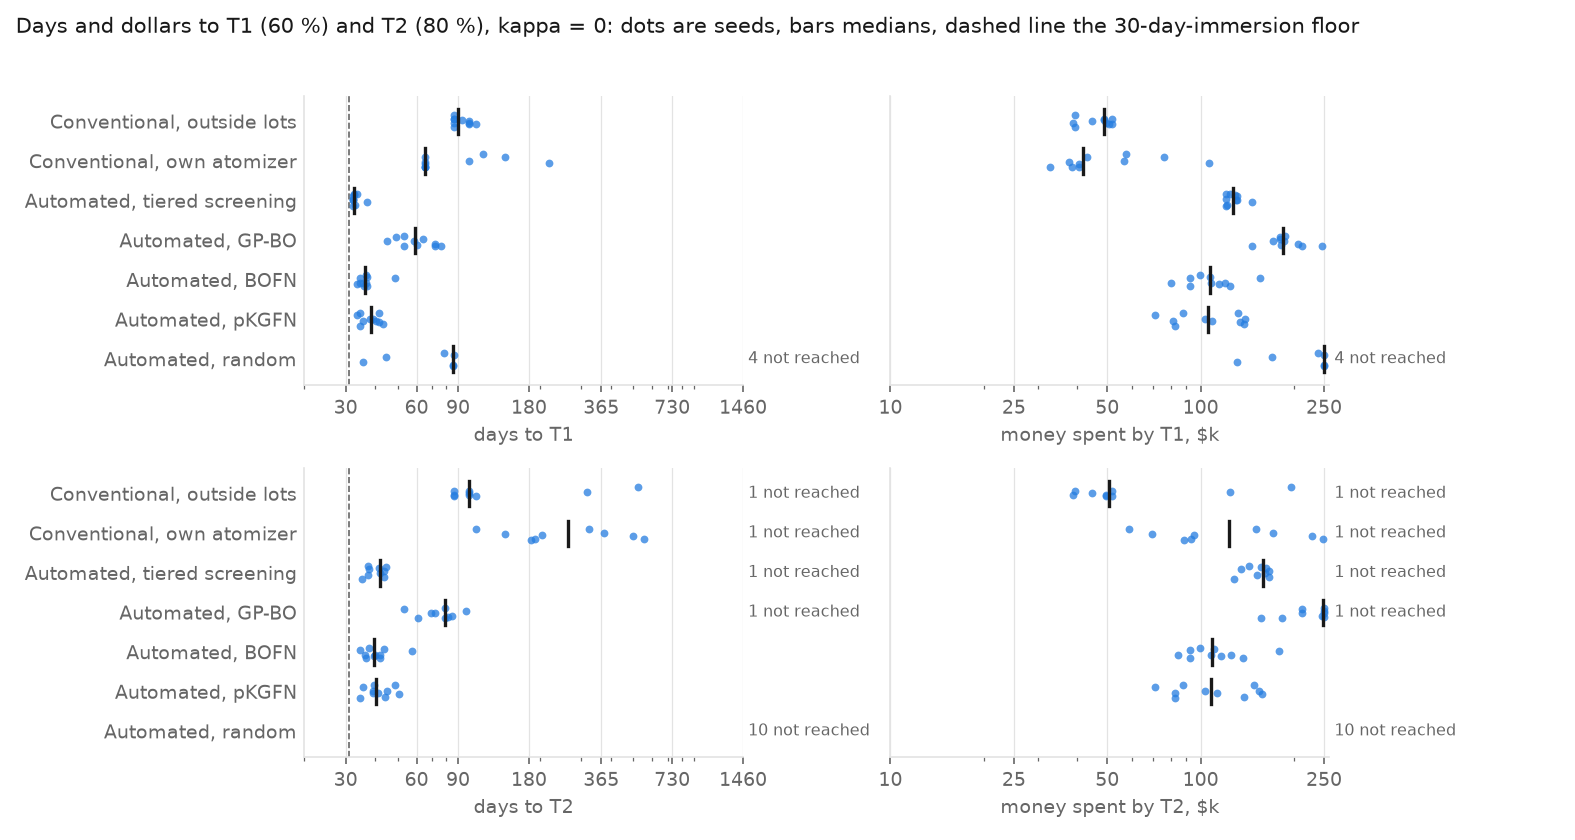 Days and dollars to T1 (60 %) and T2 (80 %), kappa = 0: dots are seeds, bars medians, dashed line the 30-day-immersion floor
Conventional, outside lots
Conventional, own atomizer
Automated, tiered screening
Automated, GP-BO
Automated, BOFN
Automated, pKGFN
Automated, random
4 not reached
30 60 90 180 365 730 1460
days to T1
4 not reached
10 25 50 100 250
money spent by T1, $k
Conventional, outside lots
1 not reached
Conventional, own atomizer
1 not reached
Automated, tiered screening
1 not reached
Automated, GP-BO
1 not reached
Automated, BOFN
Automated, pKGFN
Automated, random
10 not reached
30 60 90 180 365 730 1460
days to T2
1 not reached
1 not reached
1 not reached
1 not reached
10 not reached
10 25 50 100 250
money spent by T2, $k